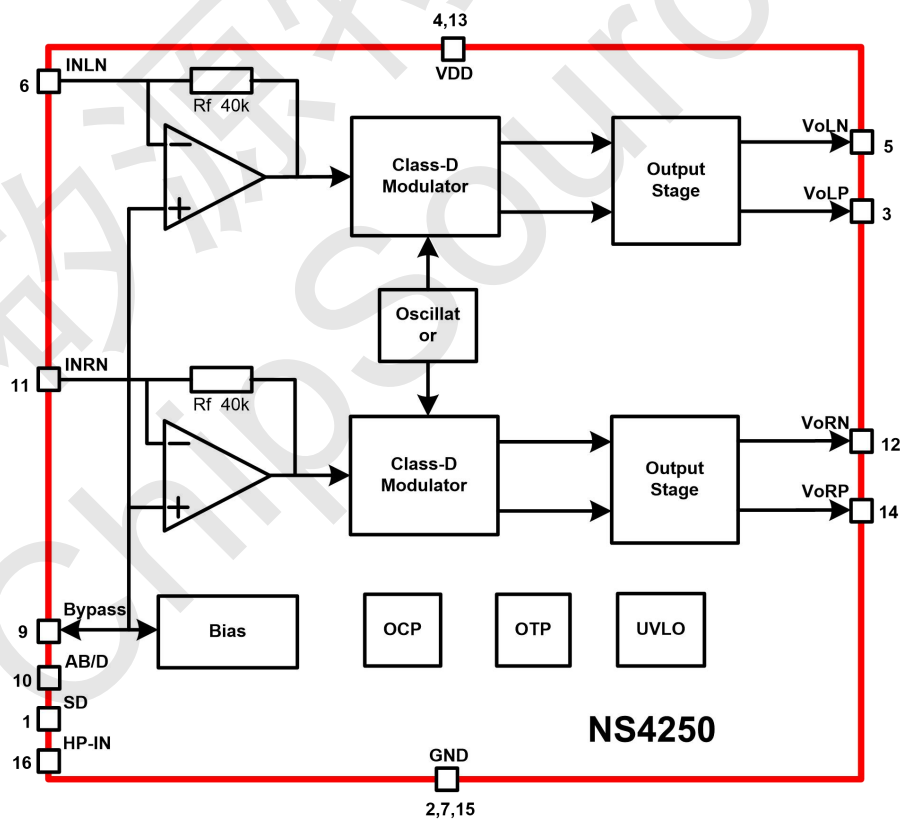 4,13
VDD
6
INLN
Rf 40k
Class-D
Modulator
Output
Stage
VoLN
5
VoLP
3
Oscillat
or
11
INRN
Rf 40k
Class-D
Modulator
Output
Stage
VoRN
12
VoRP
14
9
Bypass
Bias
OCP
OTP
UVLO
10
AB/D
1
SD
16
HP-IN
NS4250
GND
2,7,15
ChipSourc